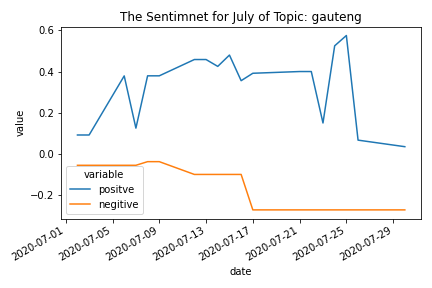 The Sentimnet for July of Topic: gauteng
0.6
0.4
0.2
0.0
−0.2
value
variable
positve
negitive
2020-07-01
2020-07-05
2020-07-09
2020-07-13
2020-07-17
2020-07-21
2020-07-25
2020-07-29
date